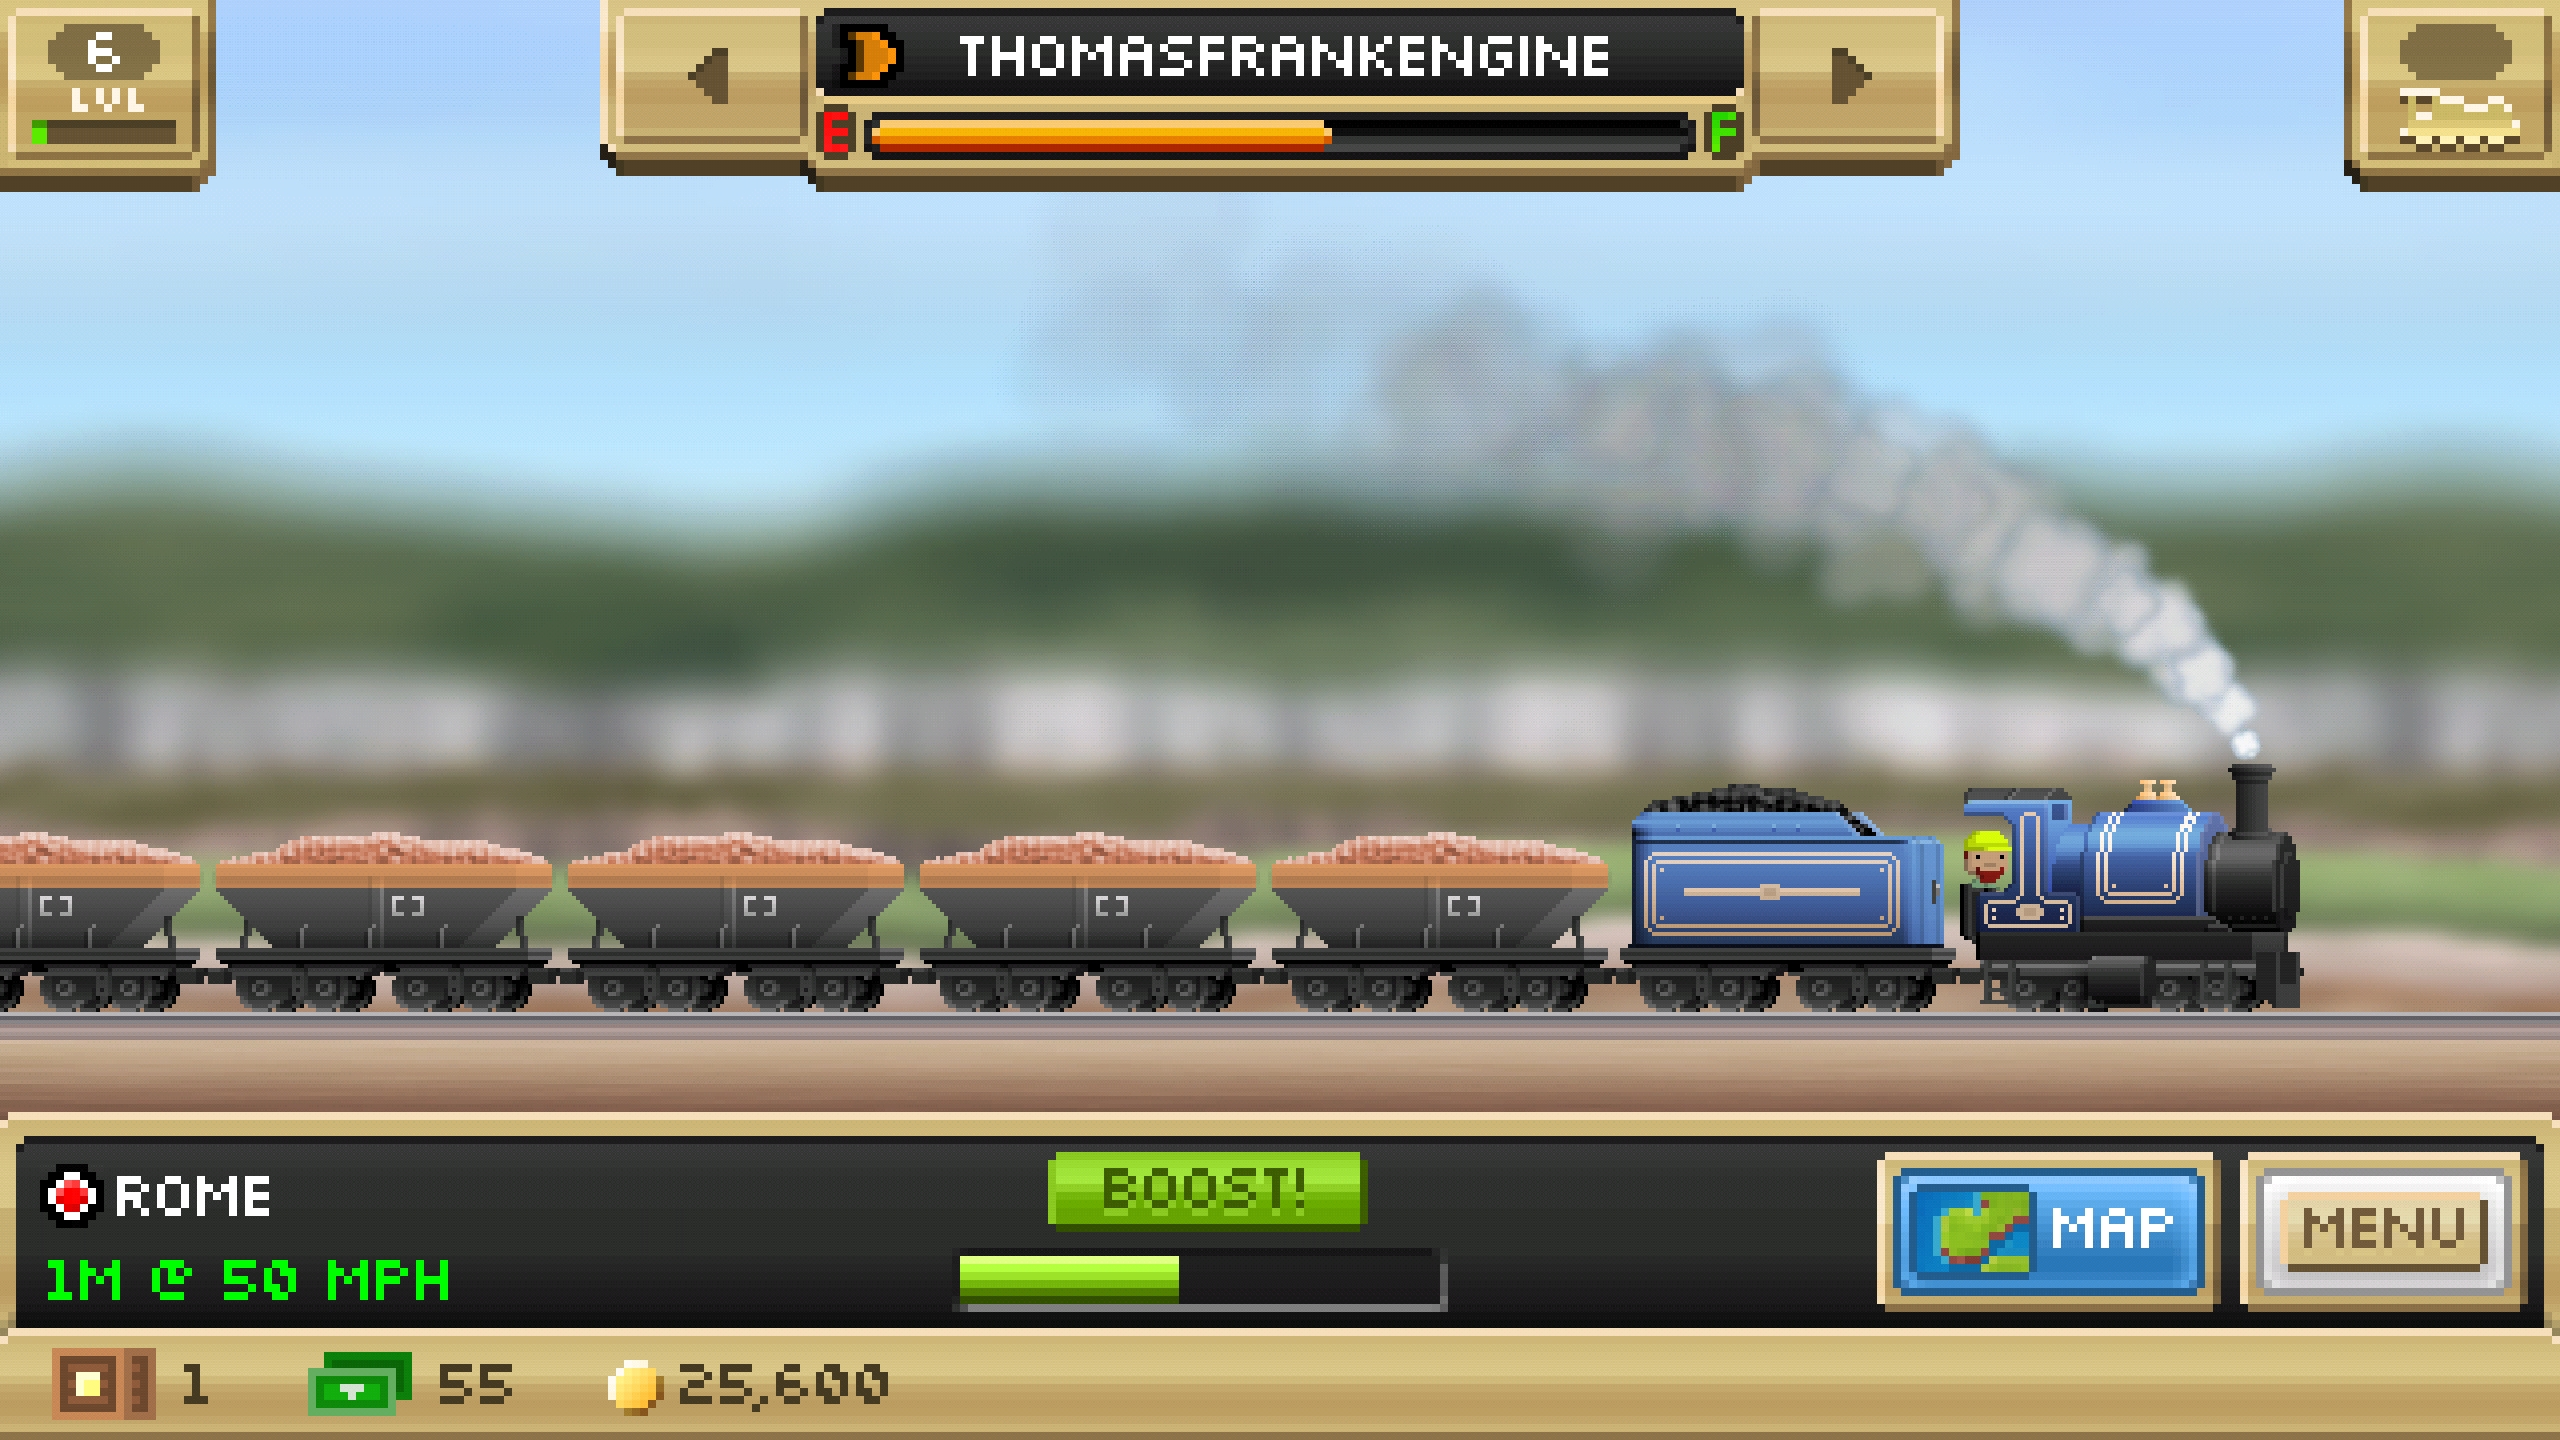 6
LVL
THOMASFRANKENGINE
E F
ROME
1M @ 50 MPH
BOOST!
MAP
MENU
1 55 25,600